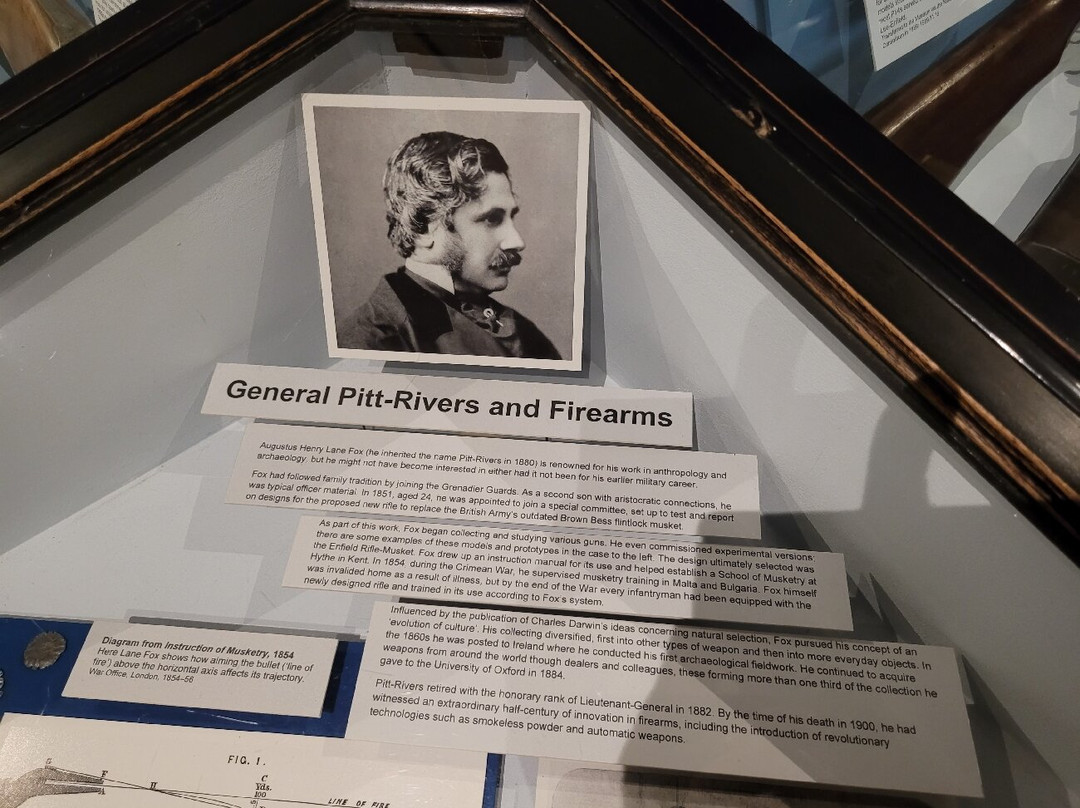 General Pitt-Rivers and Firearms
Augustus Henry Lane Fox (he inherited the name Pitt-Rivers in 1880) is renowned for his work in anthropology and
archaeology, but he might not have become interested in either had it not been for his earlier military career.
Fox had followed family tradition by joining the Grenadier Guards. As a second son with aristocratic connections, he
was typical officer material. In 1851, aged 24, he was appointed to join a special committee, set up to test and report
on designs for the proposed new rifle to replace the British Army's outdated Brown Bess flintlock musket.
As part of this work, Fox began collecting and studying various guns. He even commissioned experimental versions:
there are some examples of these models and prototypes in the case to the left. The design ultimately selected was
the Enfield Rifle-Musket. Fox drew up an instruction manual for its use and helped establish a School of Musketry at
Hythe in Kent. In 1854, during the Crimean War, he supervised musketry training in Malta and Bulgaria. Fox himself
was invalided home as a result of illness, but by the end of the War every infantryman had been equipped with the
newly designed rifle and trained in its use according to Fox's system.
Influenced by the publication of Charles Darwin's ideas concerning natural selection, Fox pursued his concept of an
'evolution of culture'. His collecting diversified, first into other types of weapon and then into more everyday objects. In
the 1860s he was posted to Ireland where he conducted his first archaeological fieldwork. He continued to acquire
weapons from around the world though dealers and colleagues, these forming more than one third of the collection he
gave to the University of Oxford in 1884.
Pitt-Rivers retired with the honorary rank of Lieutenant-General in 1882. By the time of his death in 1900, he had
witnessed an extraordinary half-century of innovation in firearms, including the introduction of revolutionary
technologies such as smokeless powder and automatic weapons.
Diagram from Instruction of Musketry, 1854
Here Lane Fox shows how aiming the bullet ('line of
fire') above the horizontal axis affects its trajectory.
War Office, London, 1854–56
FIG. 1.
C
Yds.
100
LINE OF FIRE